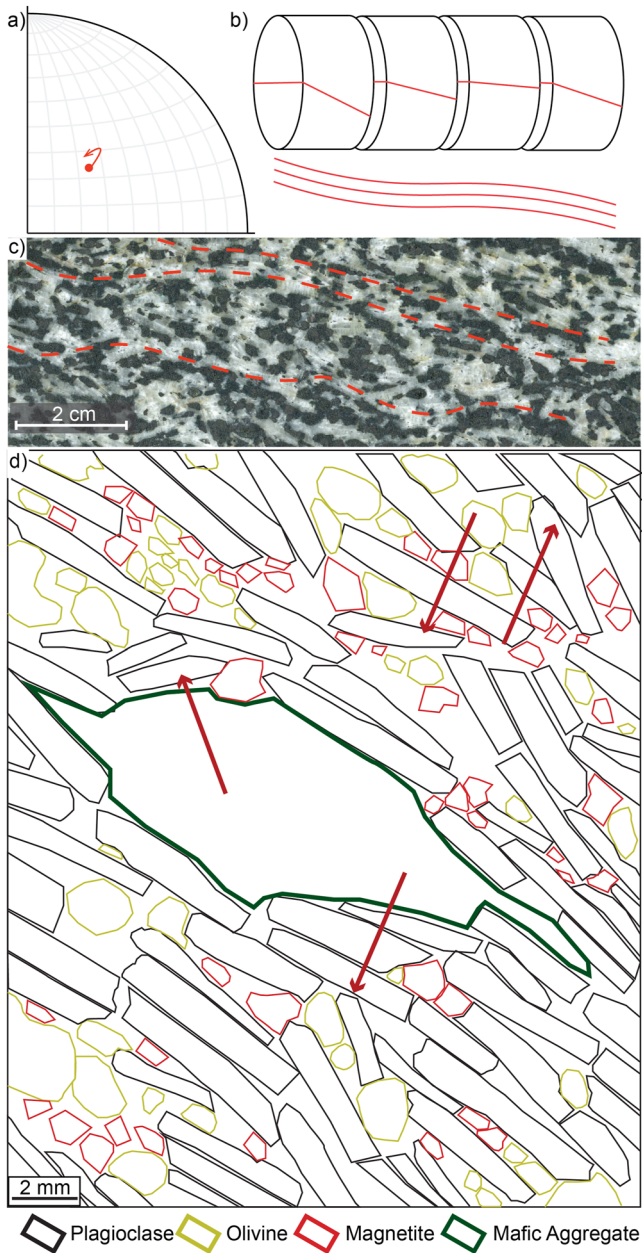 a)
b)
c)
2 cm
d)
2 mm
Plagioclase
Olivine
Magnetite
Mafic Aggregate